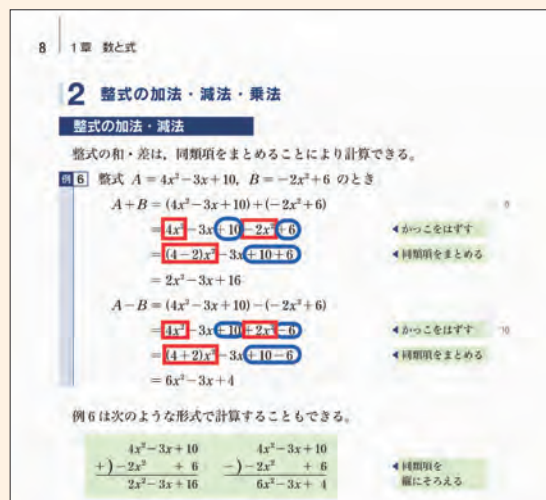 8 1章 数と式
2 整式の加法・減法・乗法
整式の加法・減法
整式の和・差は，同類項をまとめることにより計算できる。
例6 整式 A＝4x²−3x＋10，B＝−2x²＋6 のとき
A＋B＝(4x²−3x＋10)＋(−2x²＋6)
＝4x²−3x＋10−2x²＋6 ◀かっこをはずす
＝(4−2)x²−3x＋10＋6 ◀同類項をまとめる
＝2x²−3x＋16
A−B＝(4x²−3x＋10)−(−2x²＋6)
＝4x²−3x＋10＋2x²−6 ◀かっこをはずす 10
＝(4＋2)x²−3x＋10−6 ◀同類項をまとめる
＝6x²−3x＋4
例6は次のような形式で計算することもできる。
4x²−3x＋10 4x²−3x＋10
＋)−2x² ＋ 6 −)−2x² ＋ 6 ◀同類項を
2x²−3x＋16 6x²−3x＋ 4 縦にそろえる